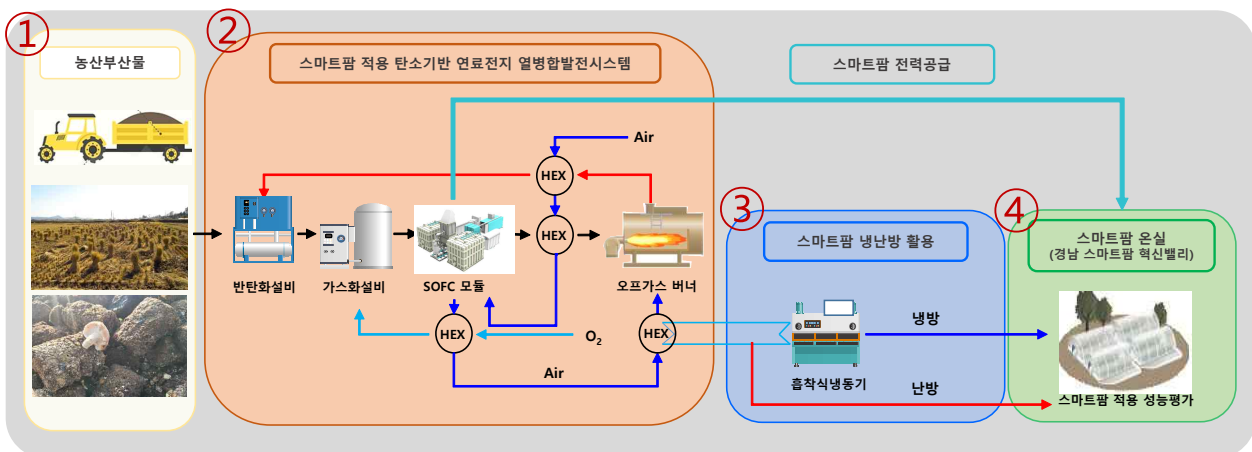 ①
농산부산물
②
스마트팜 적용 탄소기반 연료전지 열병합발전시스템
스마트팜 전력공급
Air
HEX
HEX
반탄화설비
가스화설비
SOFC 모듈
오프가스 버너
HEX
O₂
HEX
Air
③
스마트팜 냉난방 활용
냉방
흡착식냉동기
난방
④
스마트팜 온실
(경남 스마트팜 혁신밸리)
스마트팜 적용 성능평가